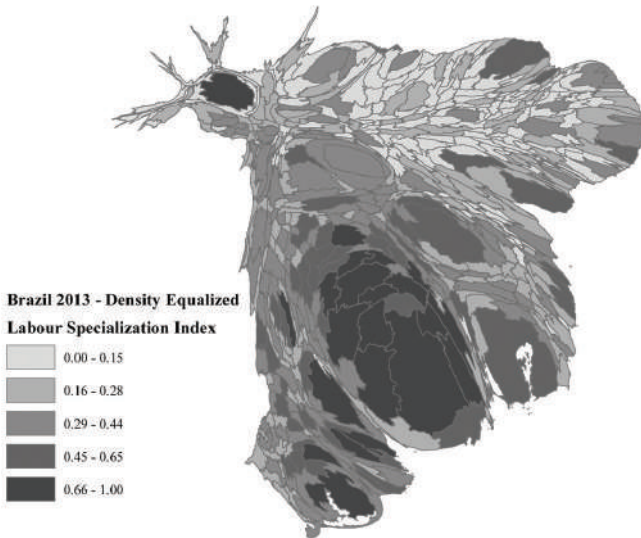 Brazil 2013 - Density Equalized
Labour Specialization Index
0.00 - 0.15
0.16 - 0.28
0.29 - 0.44
0.45 - 0.65
0.66 - 1.00